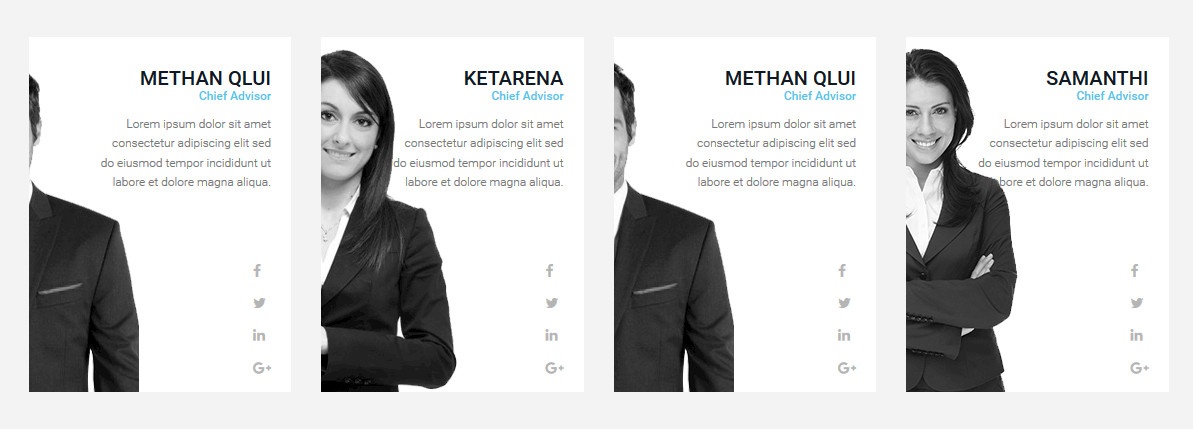 METHAN QLUI
Chief Advisor
Lorem ipsum dolor sit amet
consectetur adipiscing elit sed
do eiusmod tempor incididunt ut
labore et dolore magna aliqua.
KETARENA
Chief Advisor
Lorem ipsum dolor sit amet
consectetur adipiscing elit sed
do eiusmod tempor incididunt ut
labore et dolore magna aliqua.
METHAN QLUI
Chief Advisor
Lorem ipsum dolor sit amet
consectetur adipiscing elit sed
do eiusmod tempor incididunt ut
labore et dolore magna aliqua.
SAMANTHI
Chief Advisor
Lorem ipsum dolor sit amet
consectetur adipiscing elit sed
do eiusmod tempor incididunt ut
labore et dolore magna aliqua.